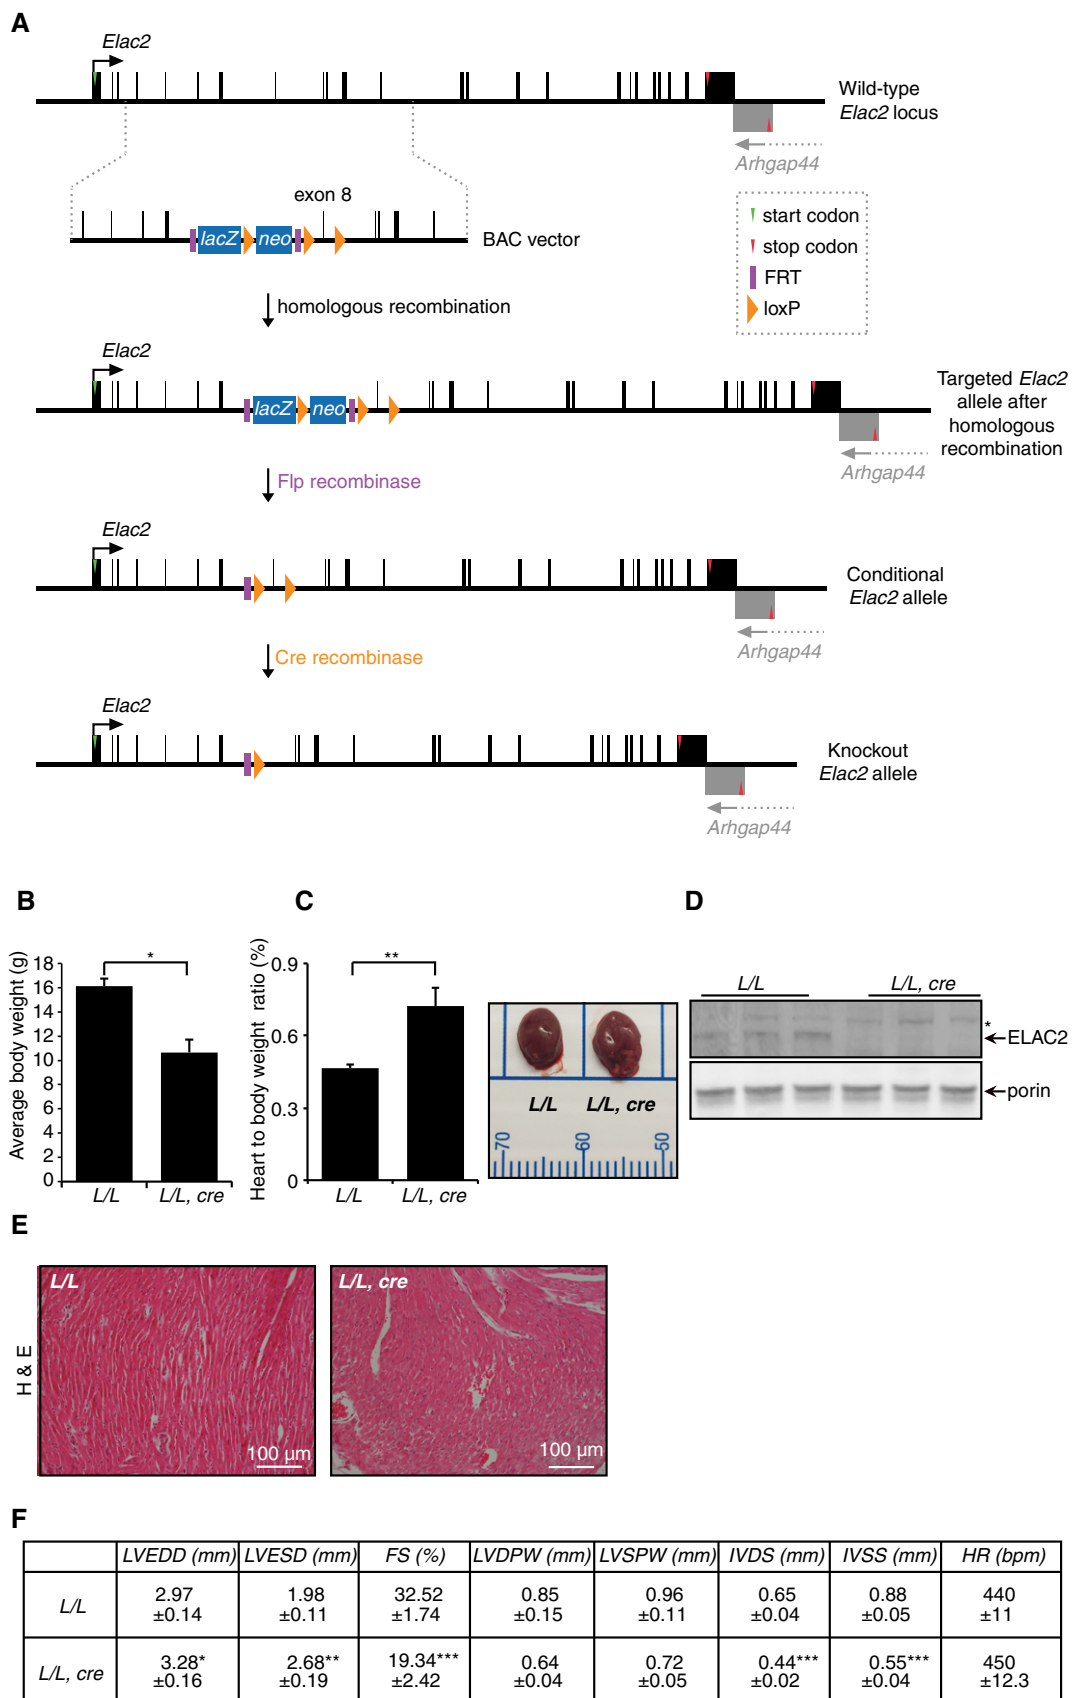 A
Elac2
Wild-type
Elac2 locus
Arhgap44
exon 8
lacZ
neo
BAC vector
start codon
stop codon
FRT
loxP
homologous recombination
Elac2
lacZ
neo
Targeted Elac2
allele after
homologous
recombination
Arhgap44
Flp recombinase
Elac2
Conditional
Elac2 allele
Arhgap44
Cre recombinase
Elac2
Knockout
Elac2 allele
Arhgap44
B
Average body weight (g)
18
16
14
12
10
8
6
4
2
0
*
L/L
L/L, cre
C
Heart to body weight ratio (%)
0.9
0.6
0.3
0
**
L/L
L/L, cre
L/L
L/L, cre
70
60
50
D
L/L
L/L, cre
*
ELAC2
porin
E
H & E
L/L
100 µm
L/L, cre
100 µm
F
LVEDD (mm) LVESD (mm) FS (%) LVDPW (mm) LVSPW (mm) IVDS (mm) IVSS (mm) HR (bpm)
L/L 2.97 ±0.14 1.98 ±0.11 32.52 ±1.74 0.85 ±0.15 0.96 ±0.11 0.65 ±0.04 0.88 ±0.05 440 ±11
L/L, cre 3.28* ±0.16 2.68** ±0.19 19.34*** ±2.42 0.64 ±0.04 0.72 ±0.05 0.44*** ±0.02 0.55*** ±0.04 450 ±12.3